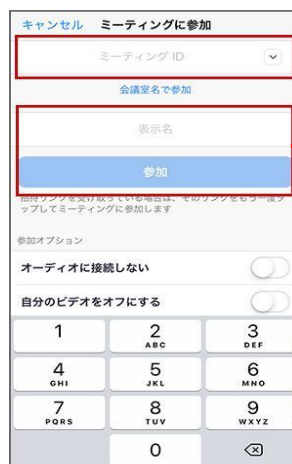 キャンセル ミーティングに参加
ミーティング ID
会議室名で参加
表示名
参加
招待リンクを受け取っている場合は、そのリンクをもう一度タ
ップしてミーティングに参加します
参加オプション
オーディオに接続しない
自分のビデオをオフにする
1 2 3
ABC DEF
4 5 6
GHI JKL MNO
7 8 9
PQRS TUV WXYZ
0